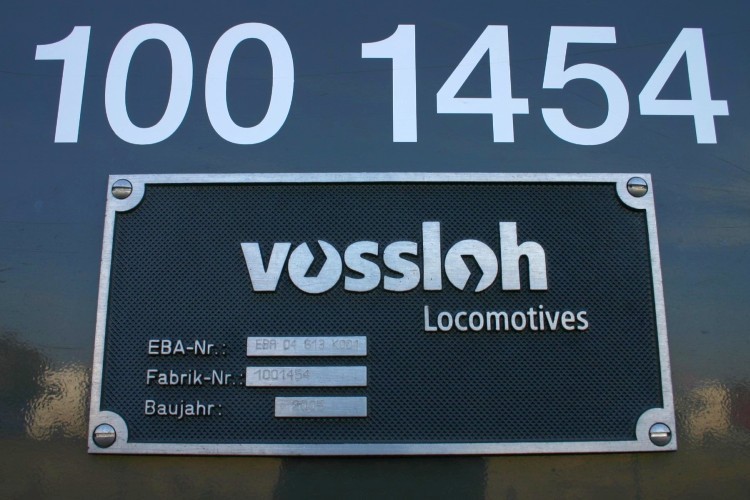 100 1454
vossloh
Locomotives
EBA-Nr.:
Fabrik-Nr.: 1001454
Baujahr: